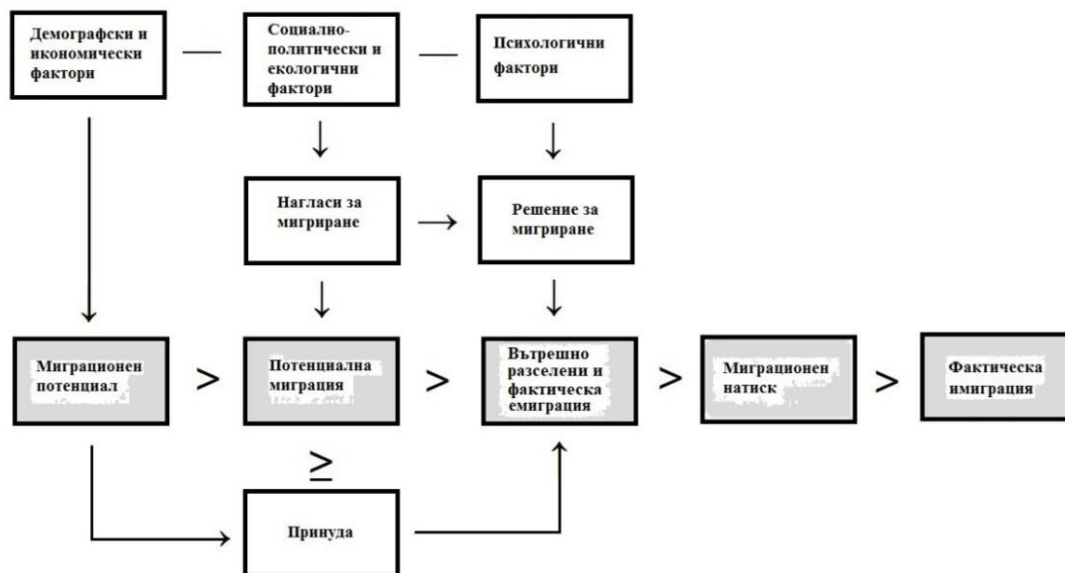 Демографски и
икономически
фактори
Социално-
политически и
екологични
фактори
Психологични
фактори
Нагласи за
мигриране
Решение за
мигриране
Миграционен
потенциал
>
Потенциална
миграция
>
Вътрешно
разселени и
фактическа
емиграция
>
Миграционен
натиск
>
Фактическа
имиграция
≥
Принуда